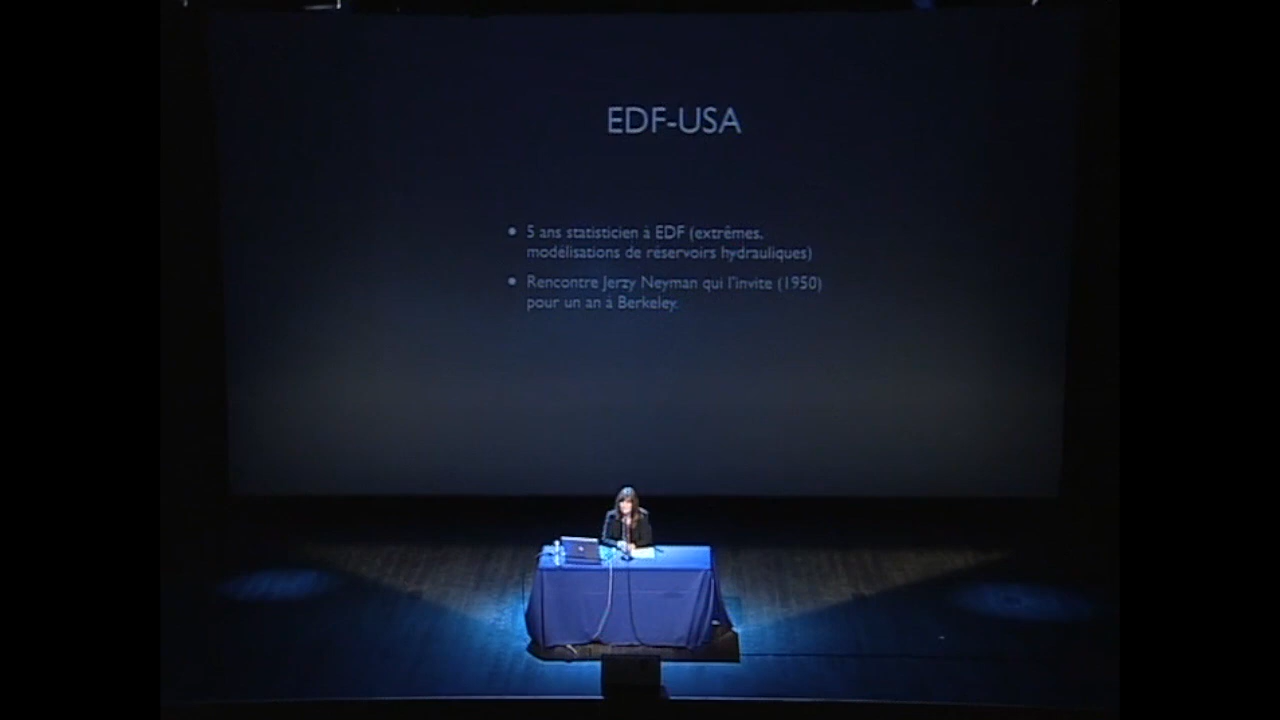 EDF-USA
• 5 ans statisticien à EDF (extrêmes,
modélisations de réservoirs hydrauliques)
• Rencontre Jerzy Neyman qui l'invite (1950)
pour un an à Berkeley.